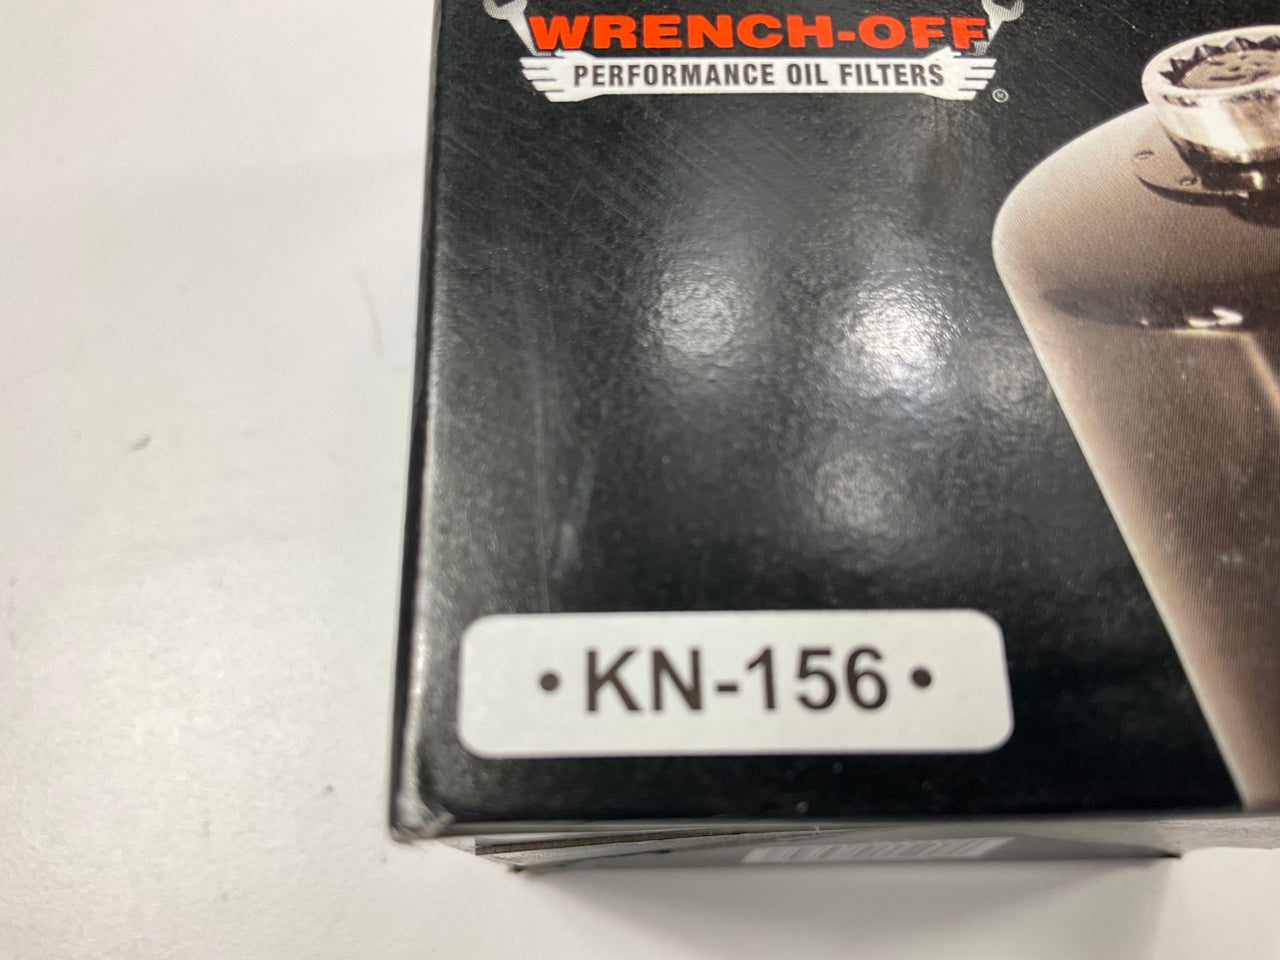 WRENCH-OFF
PERFORMANCE OIL FILTERS
®
• KN-156 •